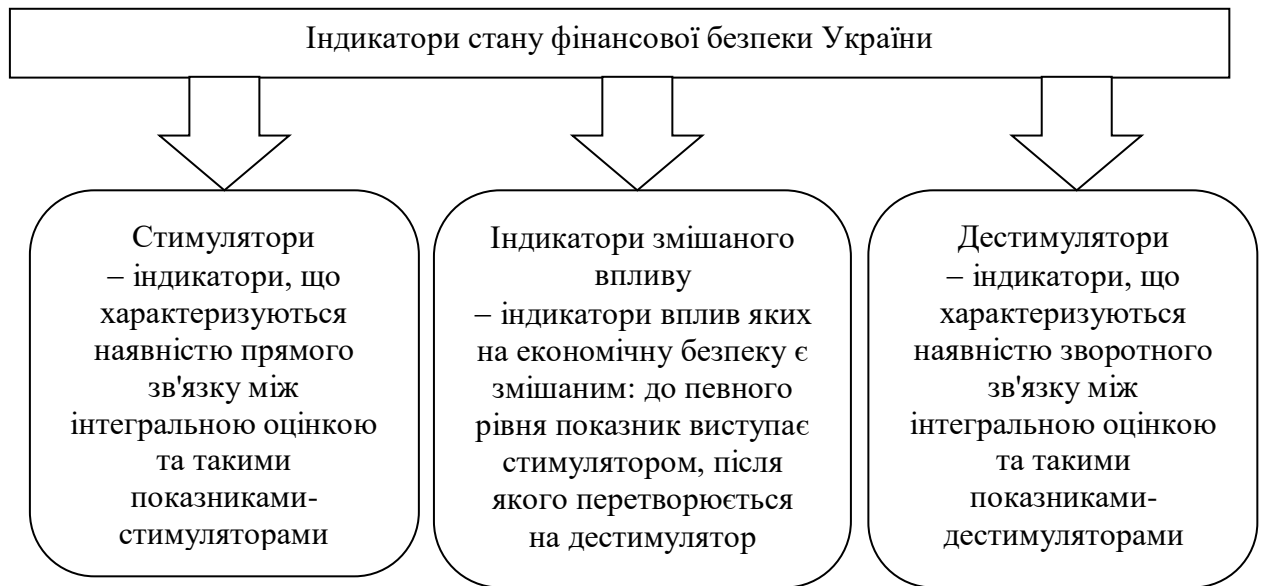 Індикатори стану фінансової безпеки України
Стимулятори
– індикатори, що
характеризуються
наявністю прямого
зв'язку між
інтегральною оцінкою
та такими
показниками-
стимуляторами
Індикатори змішаного
впливу
– індикатори вплив яких
на економічну безпеку є
змішаним: до певного
рівня показник виступає
стимулятором, після
якого перетворюється
на дестимулятор
Дестимулятори
– індикатори, що
характеризуються
наявністю зворотного
зв'язку між
інтегральною оцінкою
та такими
показниками-
дестимуляторами